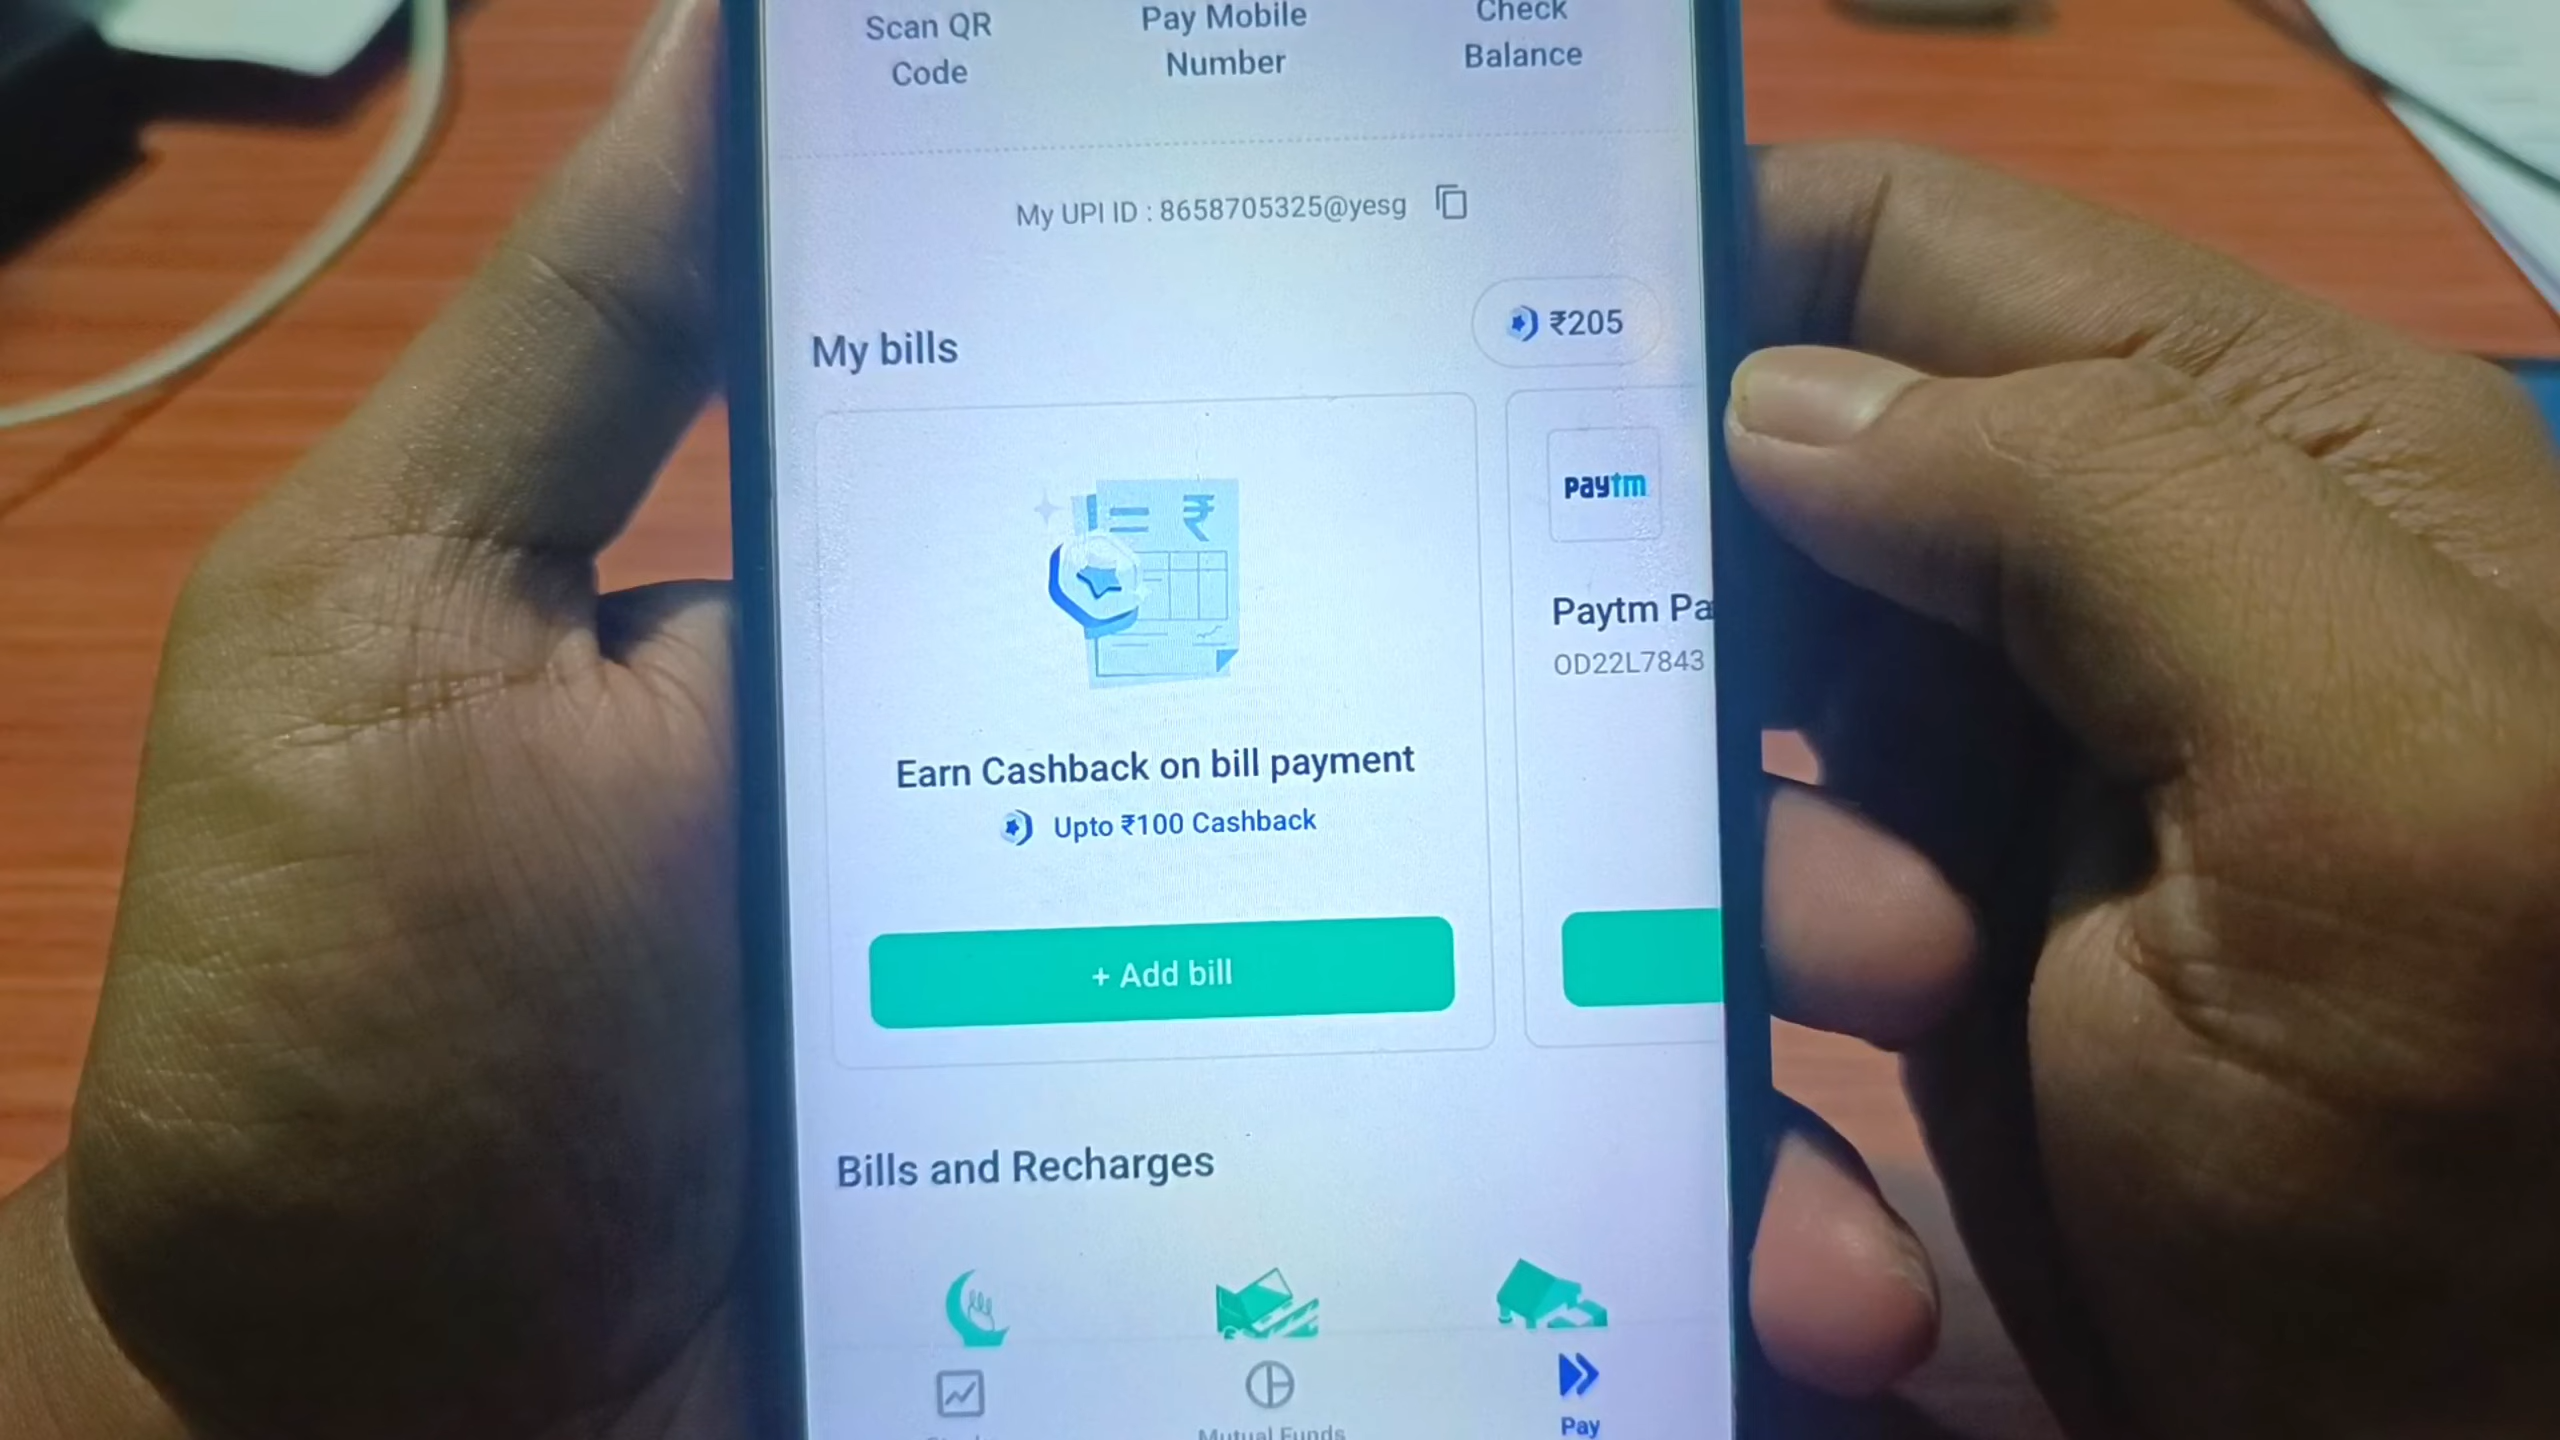 Scan QR
Code
Pay Mobile
Number
Check
Balance
My UPI ID : 8658705325@yesg
My bills
₹205
₹
Earn Cashback on bill payment
Upto ₹100 Cashback
+ Add bill
paytm
Paytm Pa
OD22L7843
Bills and Recharges
Mutual Funds
Pay